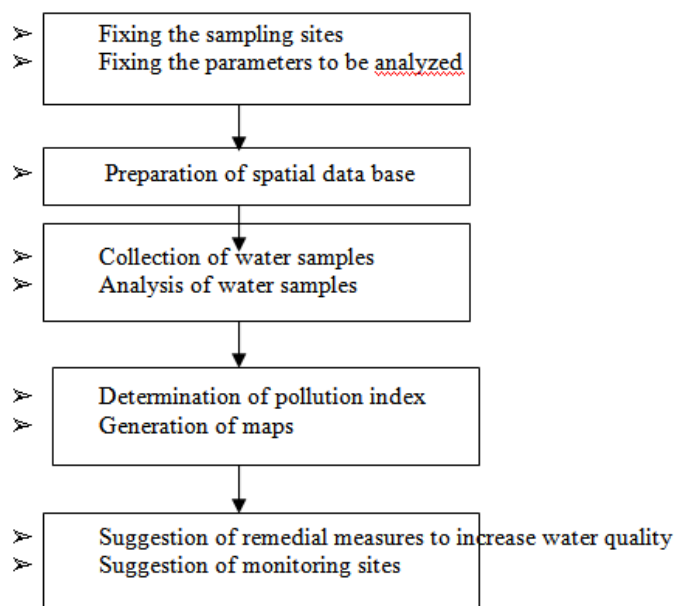 ➢ Fixing the sampling sites
➢ Fixing the parameters to be analyzed
➢ Preparation of spatial data base
➢ Collection of water samples
➢ Analysis of water samples
➢ Determination of pollution index
➢ Generation of maps
➢ Suggestion of remedial measures to increase water quality
➢ Suggestion of monitoring sites